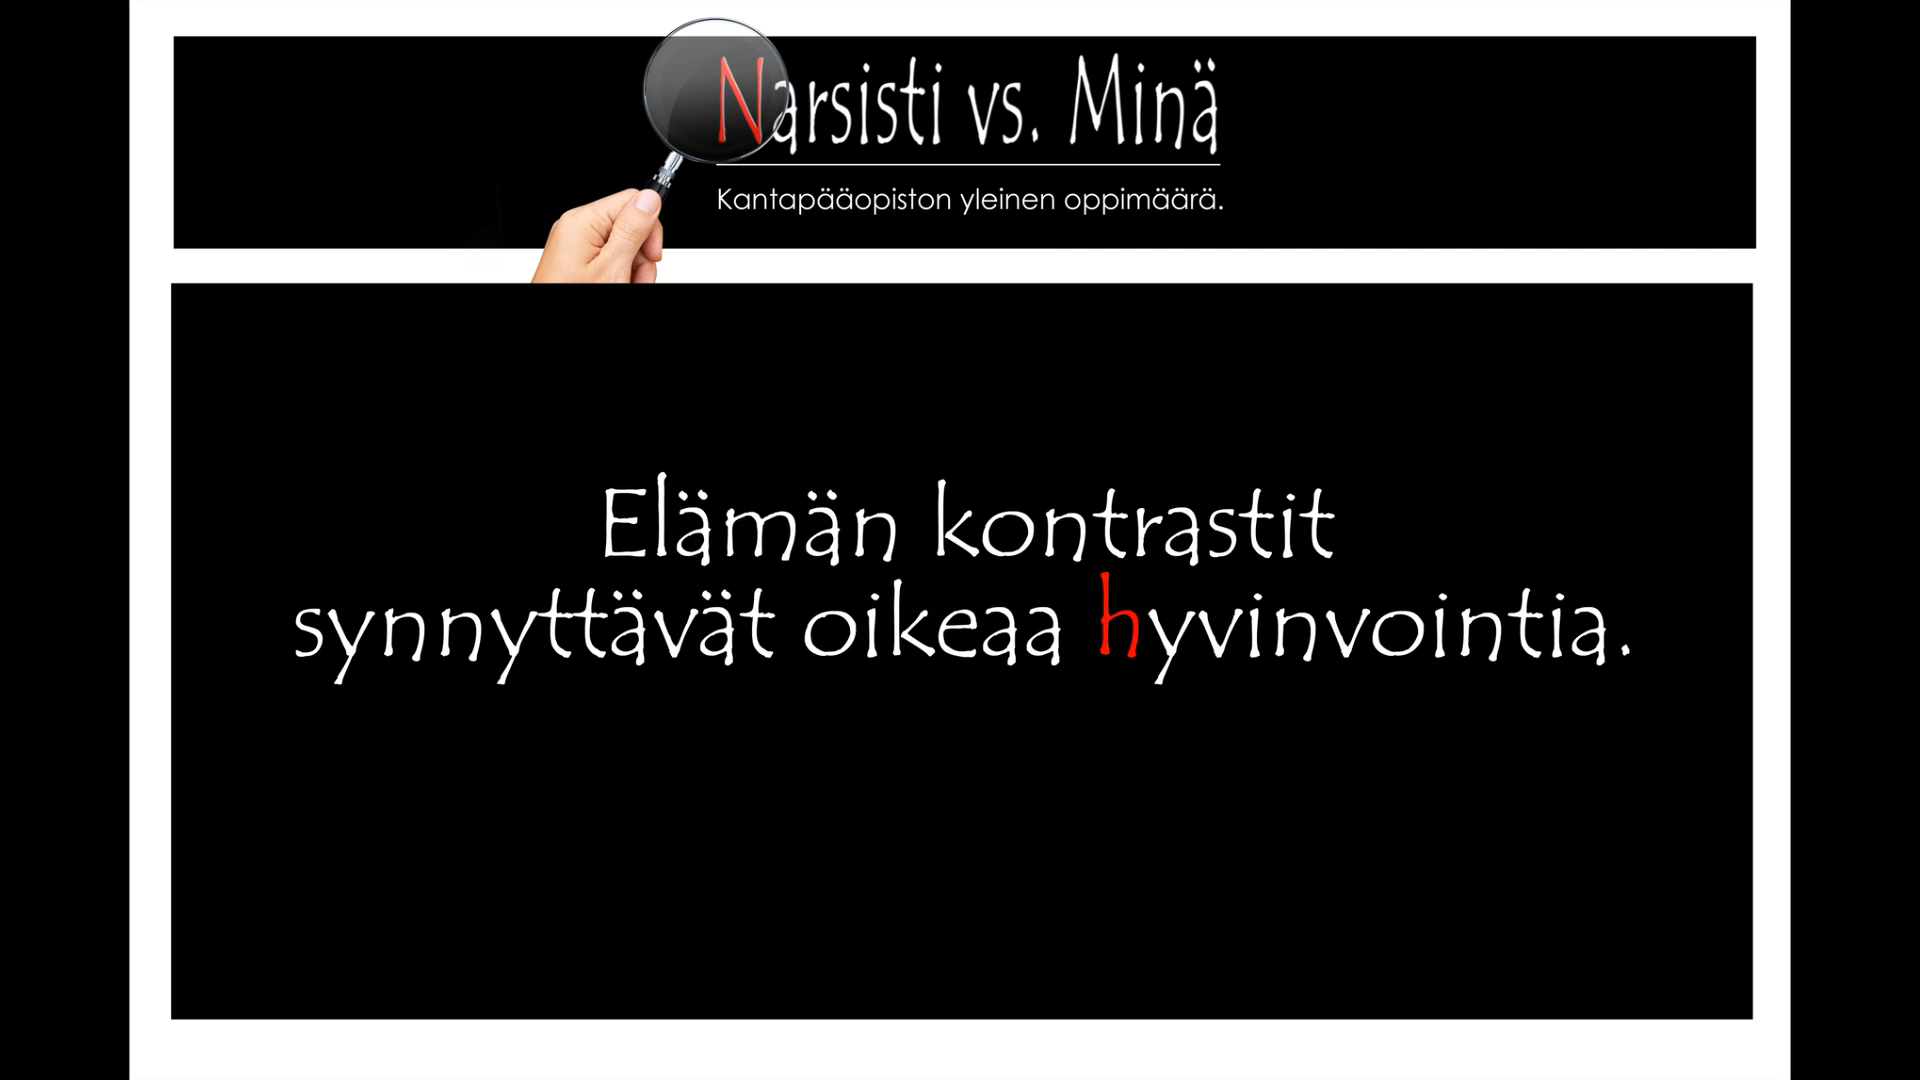 Narsisti vs. Minä
Kantapääopiston yleinen oppimäärä.
Elämän kontrastit
synnyttävät oikeaa hyvinvointia.